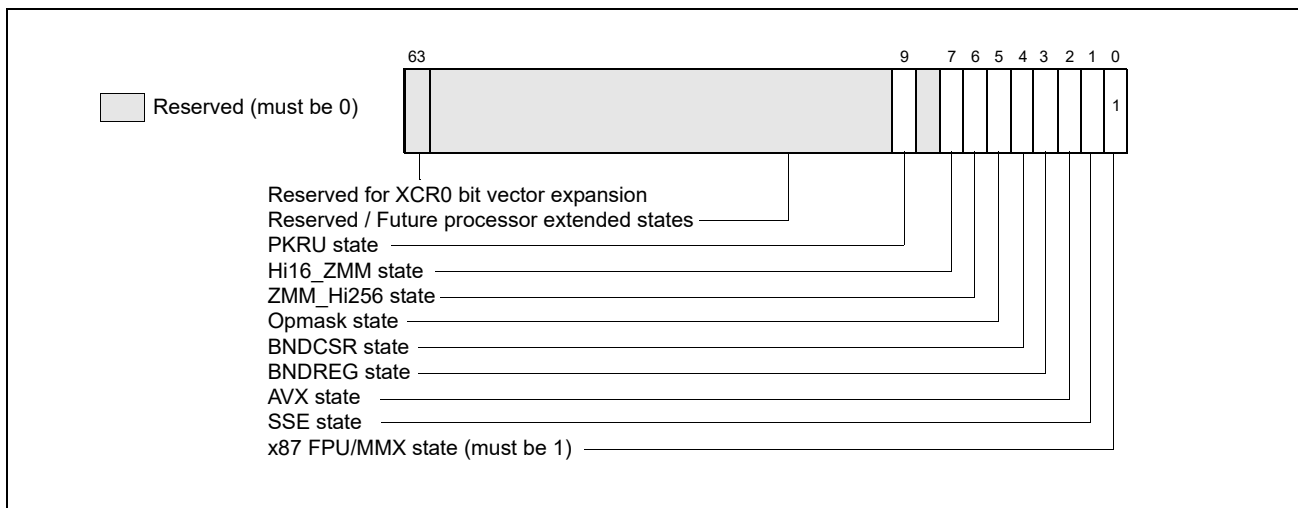 63 9 7 6 5 4 3 2 1 0
Reserved (must be 0)
1
Reserved for XCR0 bit vector expansion
Reserved / Future processor extended states
PKRU state
Hi16_ZMM state
ZMM_Hi256 state
Opmask state
BNDCSR state
BNDREG state
AVX state
SSE state
x87 FPU/MMX state (must be 1)